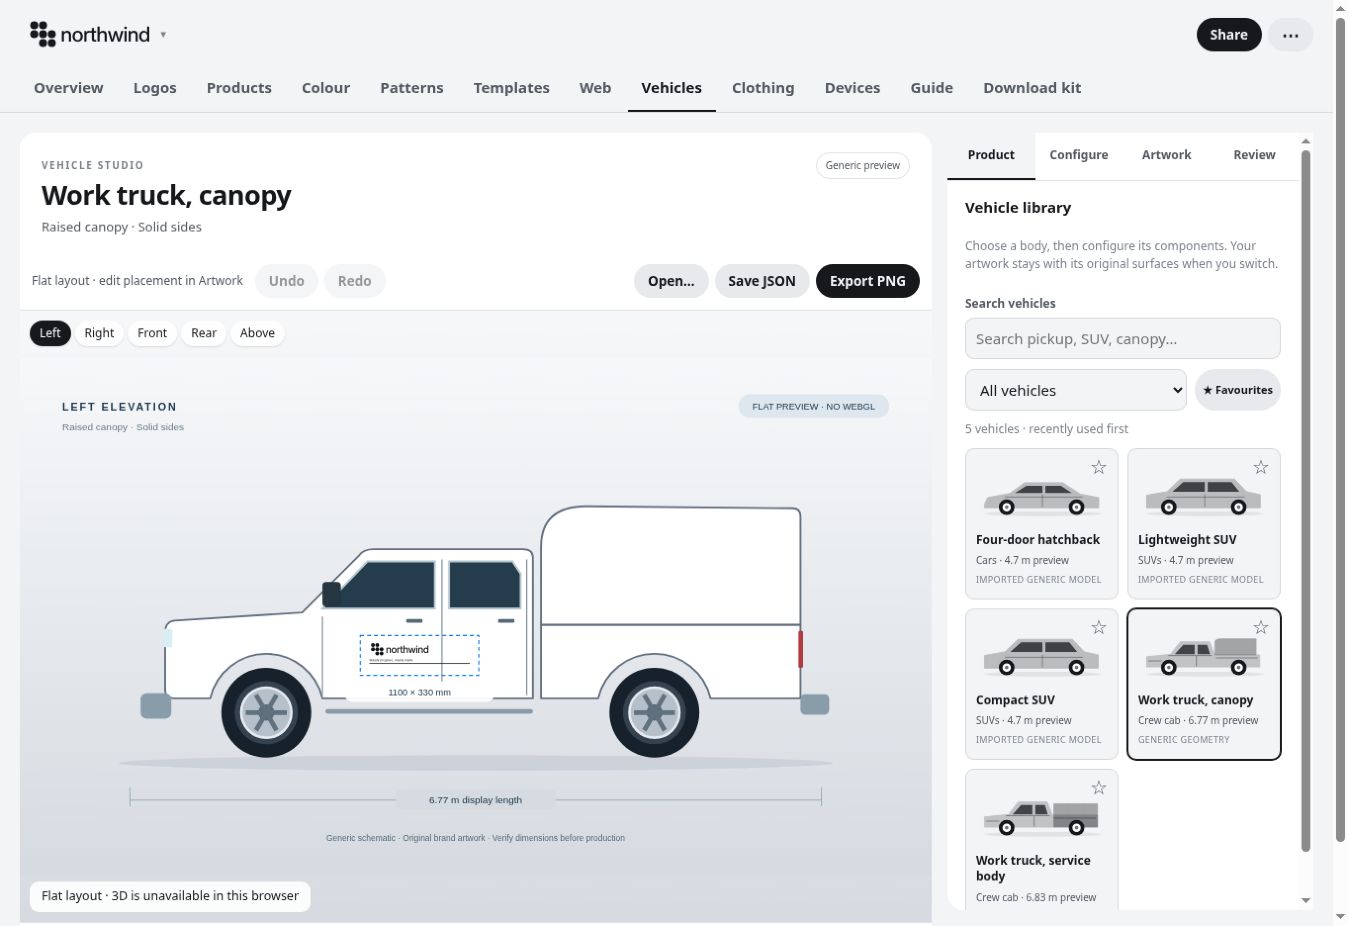 northwind
Share
Overview Logos Products Colour Patterns Templates Web Vehicles Clothing Devices Guide Download kit
VEHICLE STUDIO
Generic preview
Work truck, canopy
Raised canopy · Solid sides
Flat layout · edit placement in Artwork Undo Redo Open... Save JSON Export PNG
Left Right Front Rear Above
LEFT ELEVATION
FLAT PREVIEW · NO WEBGL
Raised canopy · Solid sides
northwind
1100 × 330 mm
6.77 m display length
Generic schematic · Original brand artwork · Verify dimensions before production
Flat layout · 3D is unavailable in this browser
Product Configure Artwork Review
Vehicle library
Choose a body, then configure its components. Your
artwork stays with its original surfaces when you switch.
Search vehicles
Search pickup, SUV, canopy...
All vehicles
★ Favourites
5 vehicles · recently used first
Four-door hatchback
Cars · 4.7 m preview
IMPORTED GENERIC MODEL
Lightweight SUV
SUVs · 4.7 m preview
IMPORTED GENERIC MODEL
Compact SUV
SUVs · 4.7 m preview
IMPORTED GENERIC MODEL
Work truck, canopy
Crew cab · 6.77 m preview
GENERIC GEOMETRY
Work truck, service
body
Crew cab · 6.83 m preview